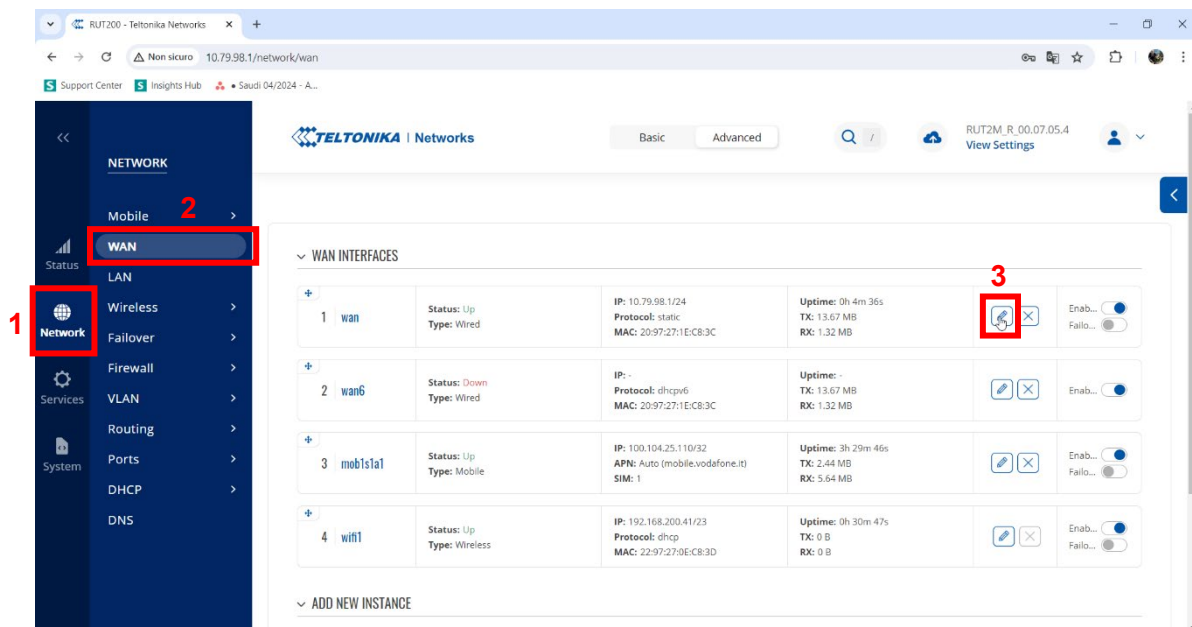 RUT200 - Teltonika Networks
Non sicuro 10.79.98.1/network/wan
Support Center Insights Hub • Saudi 04/2024 - A...
TELTONIKA | Networks
Basic Advanced
/
RUT2M_R_00.07.05.4
View Settings
NETWORK
Mobile
2
WAN
LAN
Wireless
Failover
Firewall
VLAN
Routing
Ports
DHCP
DNS
Status
1
Network
Services
System
WAN INTERFACES
3
1 wan
Status: Up
Type: Wired
IP: 10.79.98.1/24
Protocol: static
MAC: 20:97:27:1E:C8:3C
Uptime: 0h 4m 36s
TX: 13.67 MB
RX: 1.32 MB
Enab...
Failo...
2 wan6
Status: Down
Type: Wired
IP: -
Protocol: dhcpv6
MAC: 20:97:27:1E:C8:3C
Uptime: -
TX: 13.67 MB
RX: 1.32 MB
Enab...
3 mob1s1a1
Status: Up
Type: Mobile
IP: 100.104.25.110/32
APN: Auto (mobile.vodafone.it)
SIM: 1
Uptime: 3h 29m 46s
TX: 2.44 MB
RX: 5.64 MB
Enab...
Failo...
4 wifi1
Status: Up
Type: Wireless
IP: 192.168.200.41/23
Protocol: dhcp
MAC: 22:97:27:0E:C8:3D
Uptime: 0h 30m 47s
TX: 0 B
RX: 0 B
Enab...
Failo...
ADD NEW INSTANCE